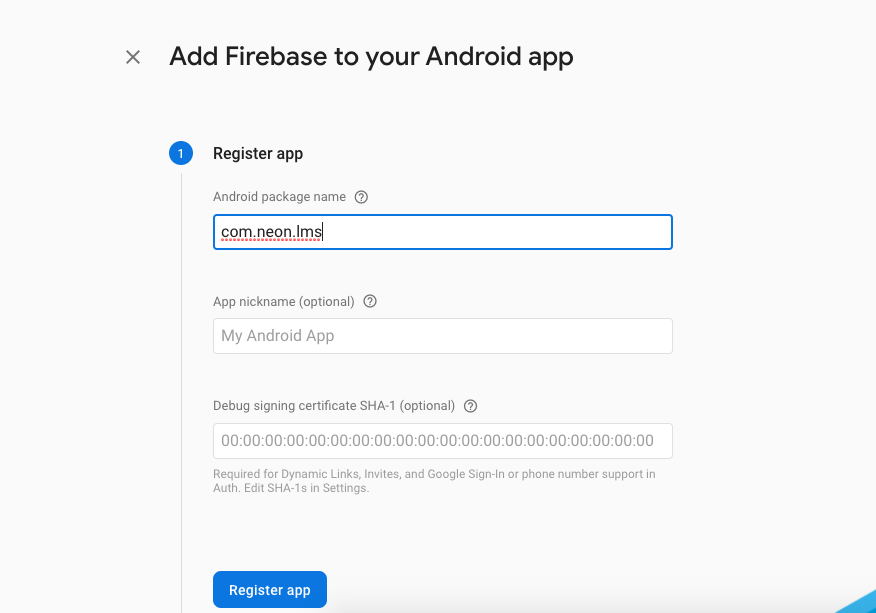 Add Firebase to your Android app
1
Register app
Android package name
com.neon.lms
App nickname (optional)
My Android App
Debug signing certificate SHA-1 (optional)
00:00:00:00:00:00:00:00:00:00:00:00:00:00:00:00:00:00:00:00
Required for Dynamic Links, Invites, and Google Sign-In or phone number support in
Auth. Edit SHA-1s in Settings.
Register app